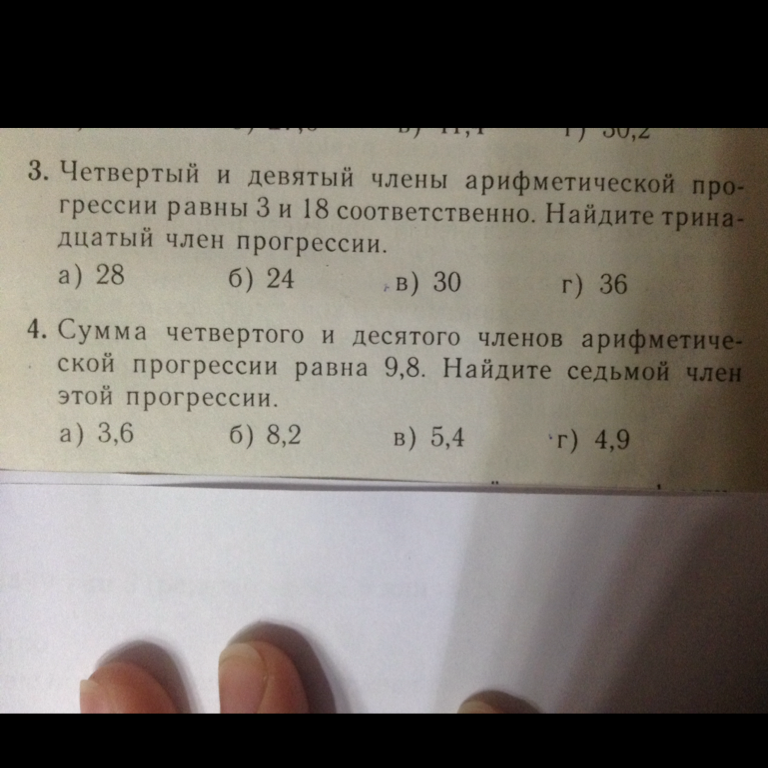 3. Четвертый и девятый члены арифметической про-
грессии равны 3 и 18 соответственно. Найдите трина-
дцатый член прогрессии.
а) 28 б) 24 в) 30 г) 36
4. Сумма четвертого и десятого членов арифметиче-
ской прогрессии равна 9,8. Найдите седьмой член
этой прогрессии.
а) 3,6 б) 8,2 в) 5,4 г) 4,9